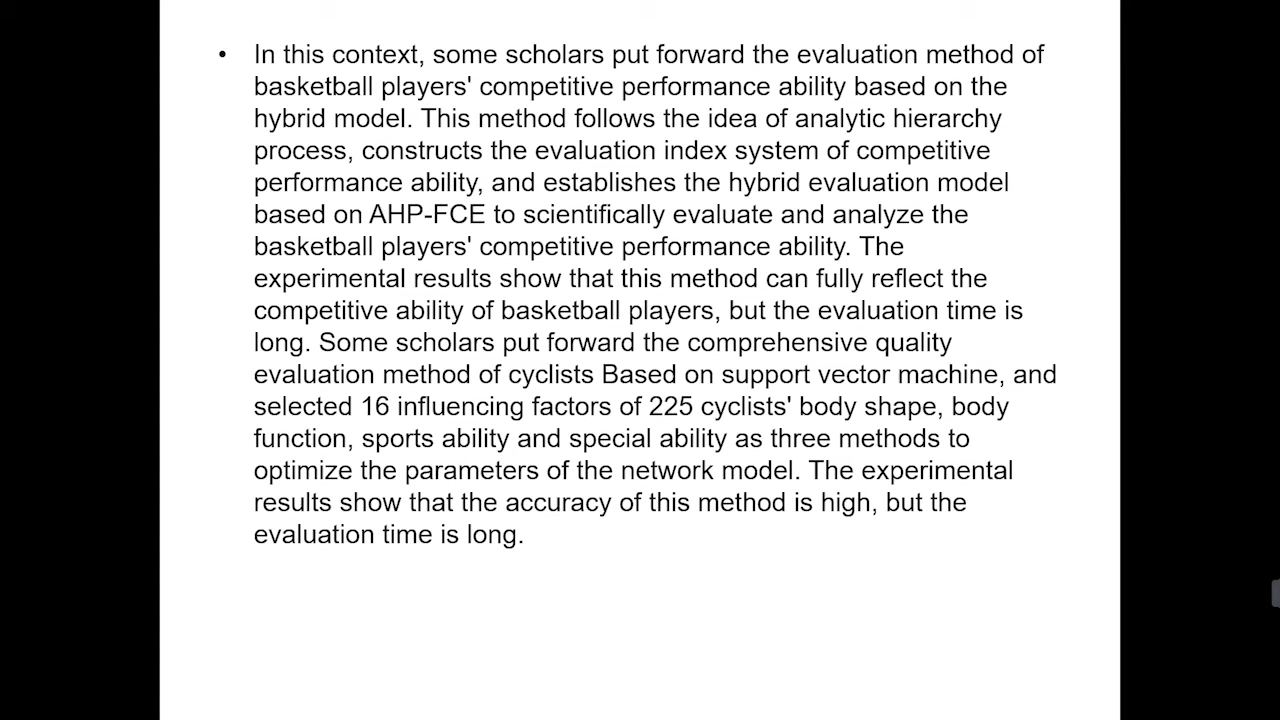 • In this context, some scholars put forward the evaluation method of
basketball players' competitive performance ability based on the
hybrid model. This method follows the idea of analytic hierarchy
process, constructs the evaluation index system of competitive
performance ability, and establishes the hybrid evaluation model
based on AHP-FCE to scientifically evaluate and analyze the
basketball players' competitive performance ability. The
experimental results show that this method can fully reflect the
competitive ability of basketball players, but the evaluation time is
long. Some scholars put forward the comprehensive quality
evaluation method of cyclists Based on support vector machine, and
selected 16 influencing factors of 225 cyclists' body shape, body
function, sports ability and special ability as three methods to
optimize the parameters of the network model. The experimental
results show that the accuracy of this method is high, but the
evaluation time is long.